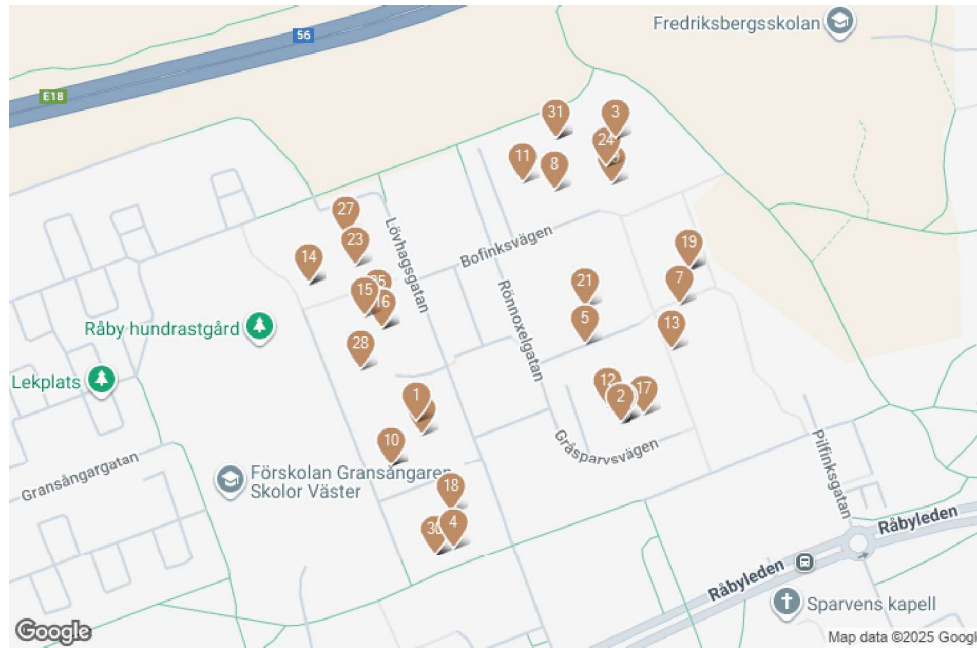 Fredriksbergsskolan
56
E18
31
3
24
11
8
27
23
14
19
7
Lövhagsgatan
Bofinksvägen
Rönnoxelgatan
21
15
16
5
13
Råby hundrastgård
28
Lekplats
12
17
2
1
10
Gråsparvsvägen
Pilfinksgatan
Gransångargatan
Förskolan Gransångaren
Skolor Väster
18
4
30
Råbyleden
Råbyleden
Sparvens kapell
Google
Map data ©2025 Google